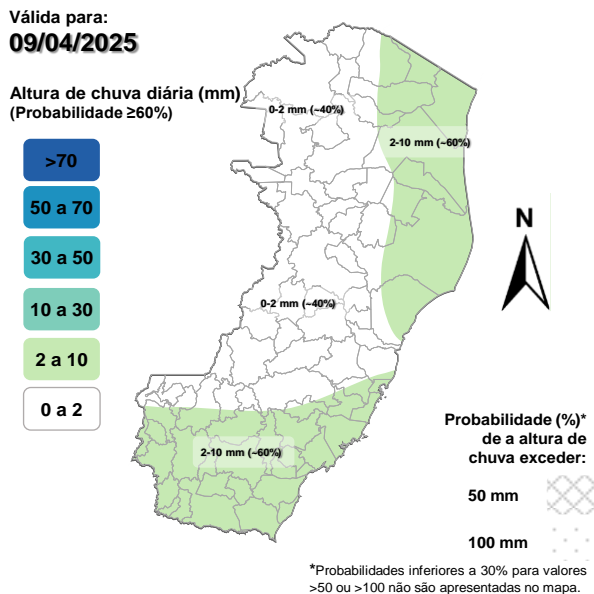 Válida para:
09/04/2025
Altura de chuva diária (mm)
(Probabilidade ≥60%)
>70
50 a 70
30 a 50
10 a 30
2 a 10
0 a 2
0-2 mm (~40%)
2-10 mm (~60%)
0-2 mm (~40%)
2-10 mm (~60%)
N
Probabilidade (%)*
de a altura de
chuva exceder:
50 mm
100 mm
*Probabilidades inferiores a 30% para valores
>50 ou >100 não são apresentadas no mapa.